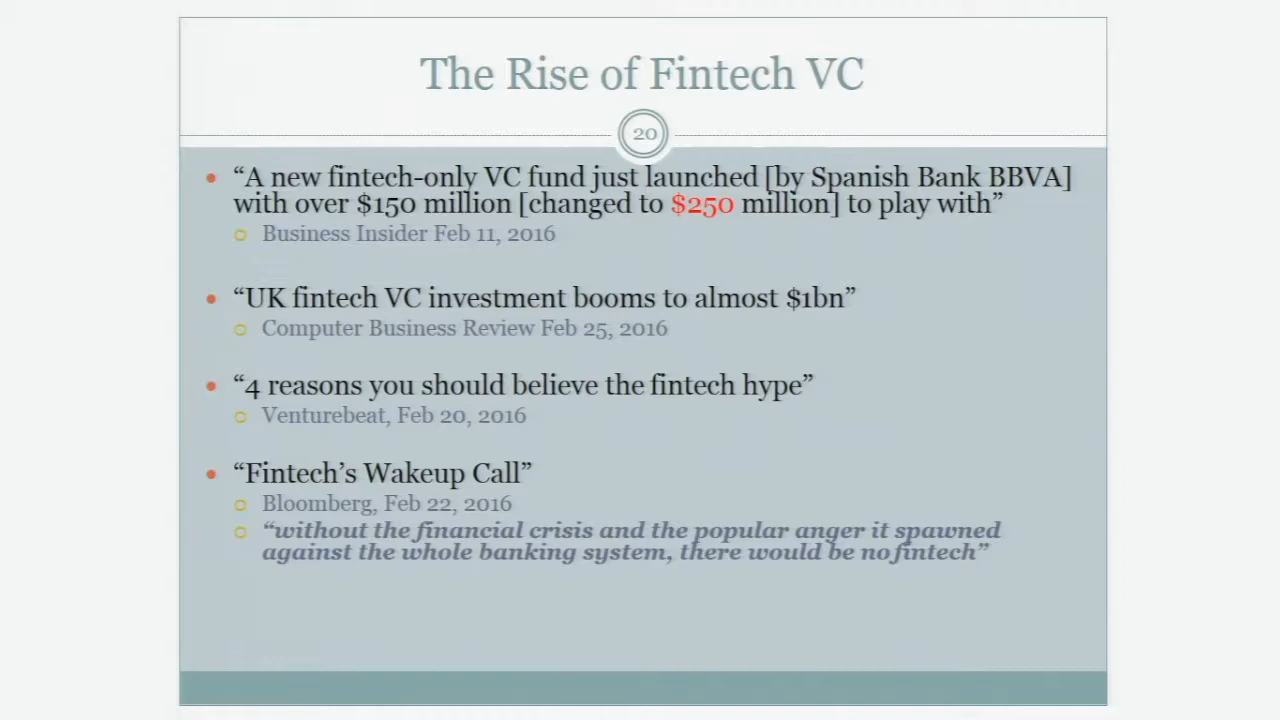 The Rise of Fintech VC
20
“A new fintech-only VC fund just launched [by Spanish Bank BBVA]
with over $150 million [changed to $250 million] to play with”
Business Insider Feb 11, 2016
“UK fintech VC investment booms to almost $1bn”
Computer Business Review Feb 25, 2016
“4 reasons you should believe the fintech hype”
Venturebeat, Feb 20, 2016
“Fintech’s Wakeup Call”
Bloomberg, Feb 22, 2016
“without the financial crisis and the popular anger it spawned
against the whole banking system, there would be no fintech”